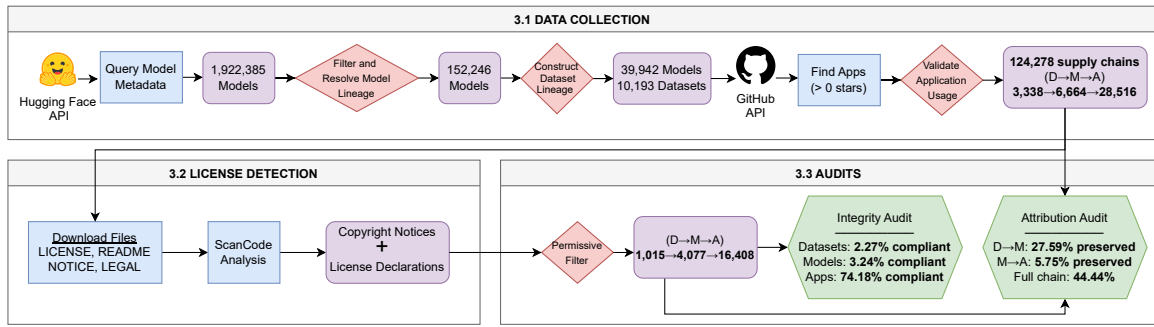 3.1 DATA COLLECTION
Hugging Face
API
Query Model
Metadata
1,922,385
Models
Filter and
Resolve Model
Lineage
152,246
Models
Construct
Dataset
Lineage
39,942 Models
10,193 Datasets
GitHub
API
Find Apps
(> 0 stars)
Validate
Application
Usage
124,278 supply chains
(D→M→A)
3,338→6,664→28,516
3.2 LICENSE DETECTION
Download Files
LICENSE, README
NOTICE, LEGAL
ScanCode
Analysis
Copyright Notices
+
License Declarations
3.3 AUDITS
Permissive
Filter
(D→M→A)
1,015→4,077→16,408
Integrity Audit
Datasets: 2.27% compliant
Models: 3.24% compliant
Apps: 74.18% compliant
Attribution Audit
D→M: 27.59% preserved
M→A: 5.75% preserved
Full chain: 44.44%